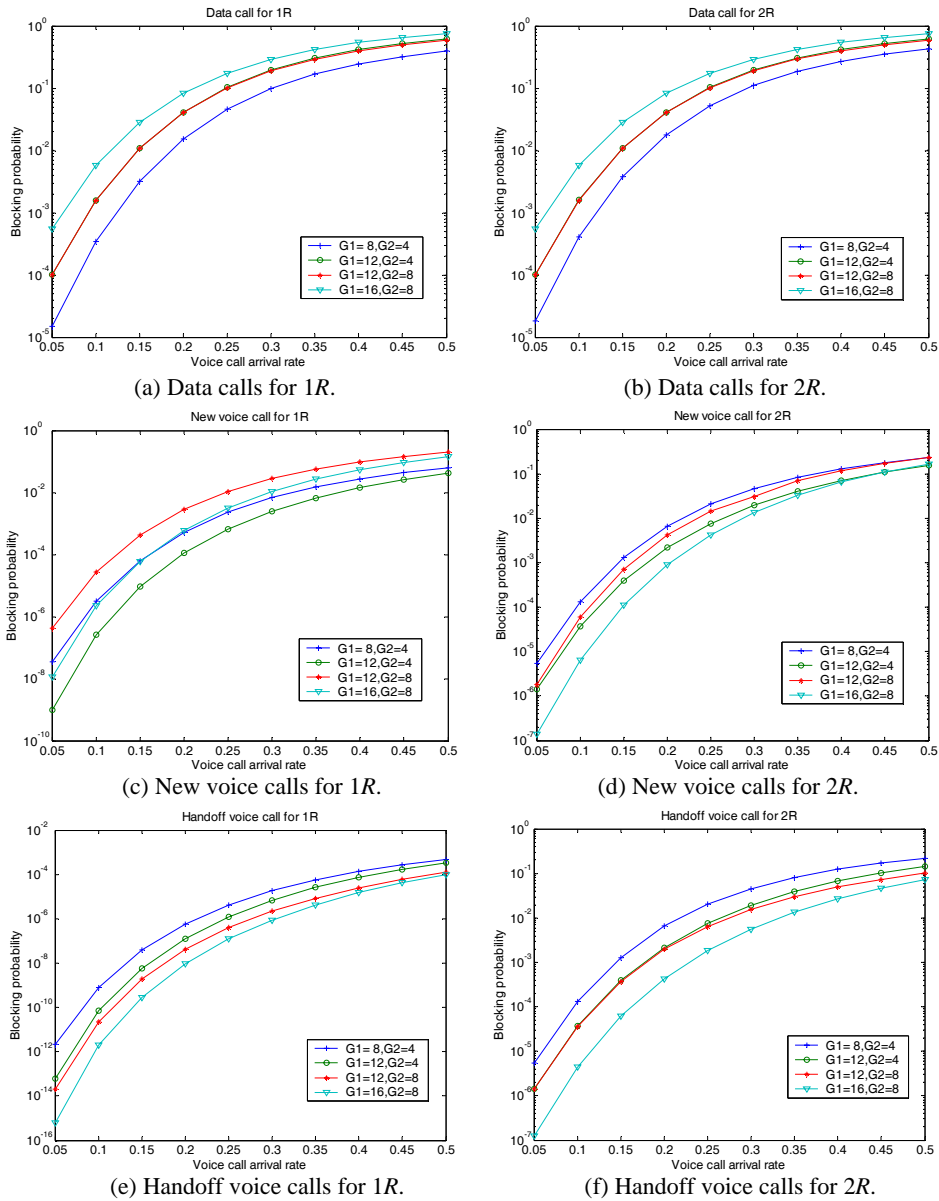 Data call for 1R
Blocking probability
10^0
10^-1
10^-2
10^-3
10^-4
10^-5
G1= 8,G2=4
G1=12,G2=4
G1=12,G2=8
G1=16,G2=8
0.05 0.1 0.15 0.2 0.25 0.3 0.35 0.4 0.45 0.5
Voice call arrival rate
(a) Data calls for 1R.
Data call for 2R
Blocking probability
10^0
10^-1
10^-2
10^-3
10^-4
10^-5
G1= 8,G2=4
G1=12,G2=4
G1=12,G2=8
G1=16,G2=8
0.05 0.1 0.15 0.2 0.25 0.3 0.35 0.4 0.45 0.5
Voice call arrival rate
(b) Data calls for 2R.
New voice call for 1R
Blocking probability
10^0
10^-2
10^-4
10^-6
10^-8
10^-10
G1= 8,G2=4
G1=12,G2=4
G1=12,G2=8
G1=16,G2=8
0.05 0.1 0.15 0.2 0.25 0.3 0.35 0.4 0.45 0.5
Voice call arrival rate
(c) New voice calls for 1R.
New voice call for 2R
Blocking probability
10^0
10^-1
10^-2
10^-3
10^-4
10^-5
10^-6
10^-7
G1= 8,G2=4
G1=12,G2=4
G1=12,G2=8
G1=16,G2=8
0.05 0.1 0.15 0.2 0.25 0.3 0.35 0.4 0.45 0.5
Voice call arrival rate
(d) New voice calls for 2R.
Handoff voice call for 1R
Blocking probability
10^-2
10^-4
10^-6
10^-8
10^-10
10^-12
10^-14
10^-16
G1= 8,G2=4
G1=12,G2=4
G1=12,G2=8
G1=16,G2=8
0.05 0.1 0.15 0.2 0.25 0.3 0.35 0.4 0.45 0.5
Voice call arrival rate
(e) Handoff voice calls for 1R.
Handoff voice call for 2R
Blocking probability
10^0
10^-1
10^-2
10^-3
10^-4
10^-5
10^-6
10^-7
G1= 8,G2=4
G1=12,G2=4
G1=12,G2=8
G1=16,G2=8
0.05 0.1 0.15 0.2 0.25 0.3 0.35 0.4 0.45 0.5
Voice call arrival rate
(f) Handoff voice calls for 2R.